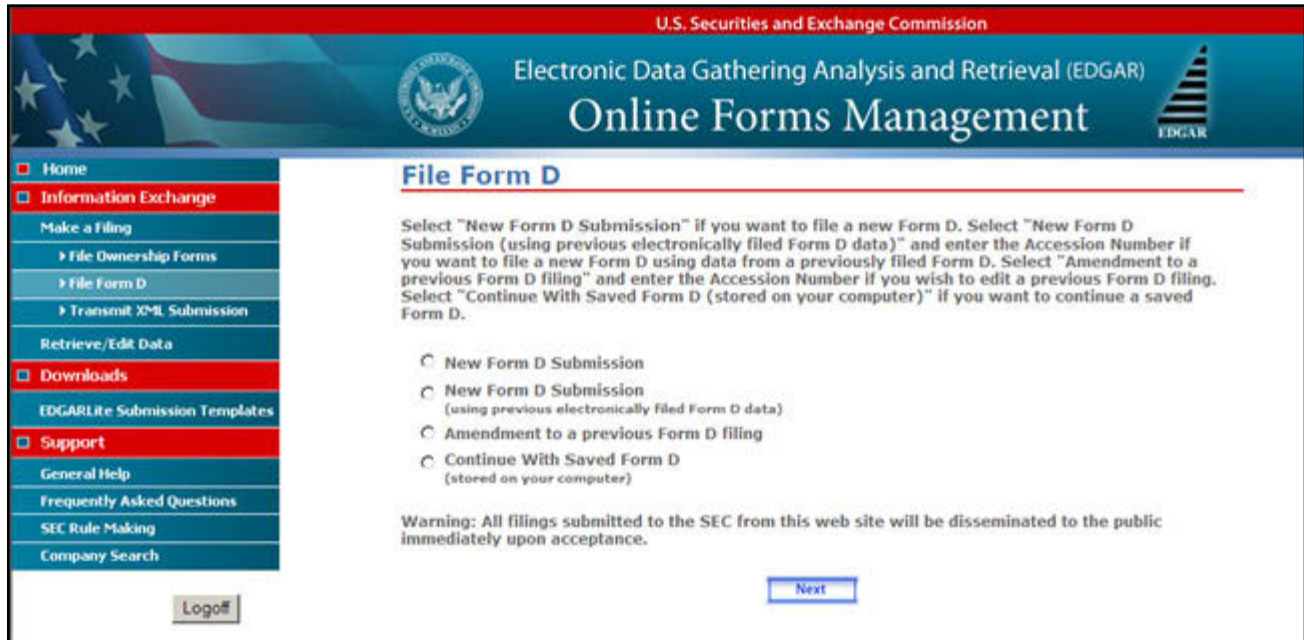 U.S. Securities and Exchange Commission
Electronic Data Gathering Analysis and Retrieval (EDGAR)
Online Forms Management
EDGAR
Home
Information Exchange
Make a Filing
File Ownership Forms
File Form D
Transmit XML Submission
Retrieve/Edit Data
Downloads
EDGARLite Submission Templates
Support
General Help
Frequently Asked Questions
SEC Rule Making
Company Search
Logoff
File Form D
Select "New Form D Submission" if you want to file a new Form D. Select "New Form D
Submission (using previous electronically filed Form D data)" and enter the Accession Number if
you want to file a new Form D using data from a previously filed Form D. Select "Amendment to a
previous Form D filing" and enter the Accession Number if you wish to edit a previous Form D filing.
Select "Continue With Saved Form D (stored on your computer)" if you want to continue a saved
Form D.
New Form D Submission
New Form D Submission
(using previous electronically filed Form D data)
Amendment to a previous Form D filing
Continue With Saved Form D
(stored on your computer)
Warning: All filings submitted to the SEC from this web site will be disseminated to the public
immediately upon acceptance.
Next